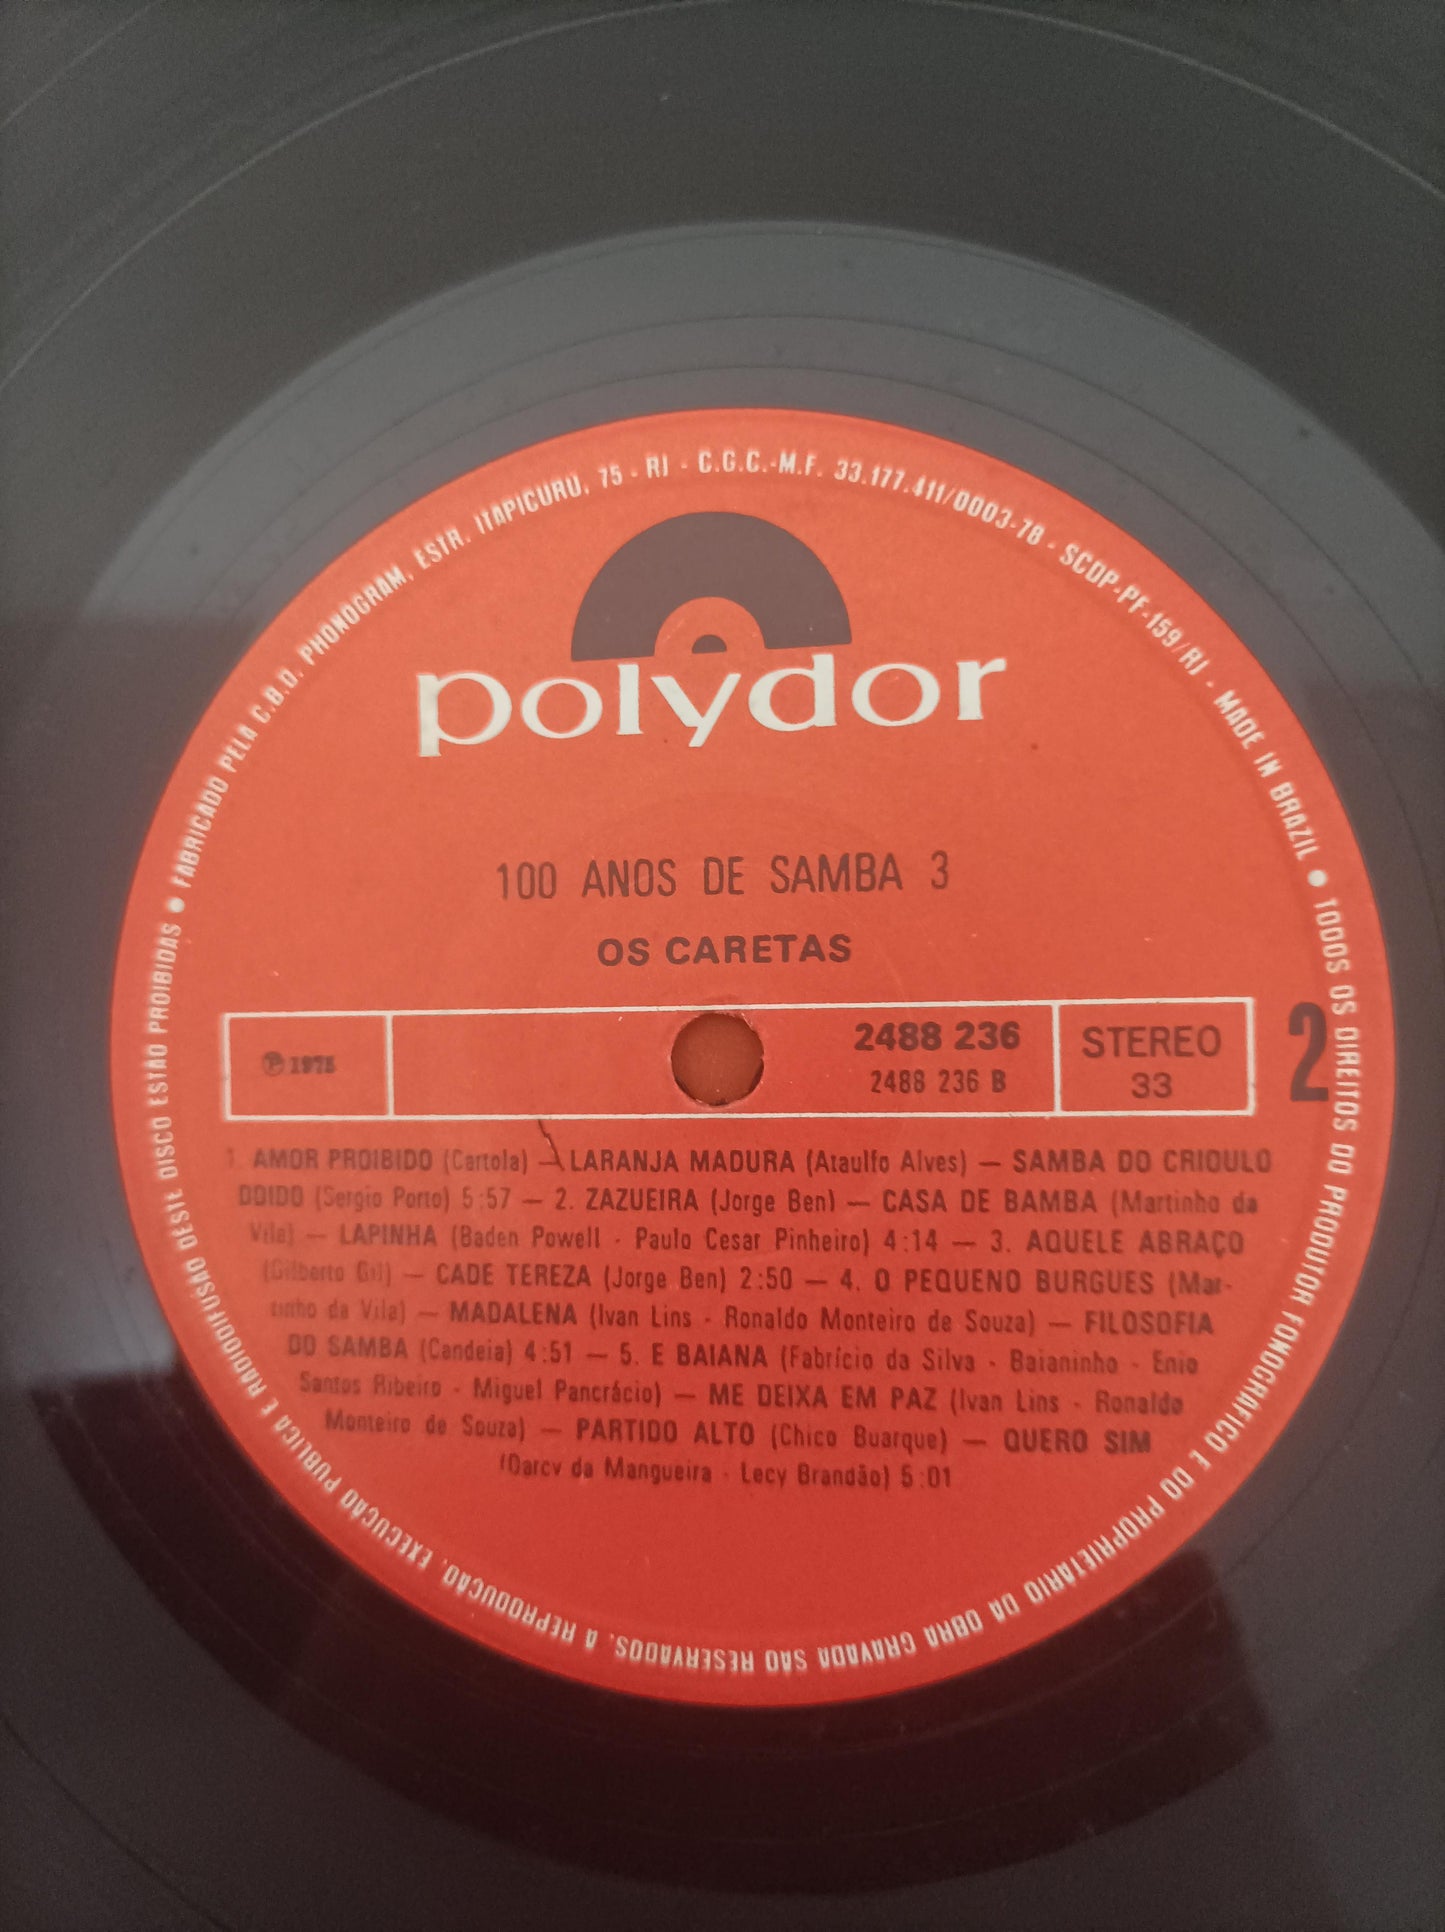 • FABRICADO PELA C.B.D. PHONOGRAM, ESTR. ITAPICURU, 75 - RJ - C.G.C.-M.F. 33.177.411/0003-78 - SCDP-PF-159/RJ - MADE IN BRAZIL •
TODOS OS DIREITOS DO PRODUTOR FONOGRÁFICO E DO PROPRIETÁRIO DA OBRA GRAVADA SÃO RESERVADOS. A REPRODUÇÃO, EXECUÇÃO PÚBLICA E RADIODIFUSÃO DESTE DISCO ESTÃO PROIBIDAS
polydor
100 ANOS DE SAMBA 3
OS CARETAS
℗ 1975
2488 236
2488 236 B
STEREO
33
2
1. AMOR PROIBIDO (Cartola) — LARANJA MADURA (Ataulfo Alves) — SAMBA DO CRIOULO
DOIDO (Sergio Porto) 5:57 — 2. ZAZUEIRA (Jorge Ben) — CASA DE BAMBA (Martinho da
Vila) — LAPINHA (Baden Powell - Paulo Cesar Pinheiro) 4:14 — 3. AQUELE ABRAÇO
(Gilberto Gil) — CADE TEREZA (Jorge Ben) 2:50 — 4. O PEQUENO BURGUES (Mar-
tinho da Vila) — MADALENA (Ivan Lins - Ronaldo Monteiro de Souza) — FILOSOFIA
DO SAMBA (Candeia) 4:51 — 5. E BAIANA (Fabrício da Silva - Baianinho - Enio
Santos Ribeiro - Miguel Pancrácio) — ME DEIXA EM PAZ (Ivan Lins - Ronaldo
Monteiro de Souza) — PARTIDO ALTO (Chico Buarque) — QUERO SIM
(Darcy da Mangueira - Lecy Brandão) 5:01